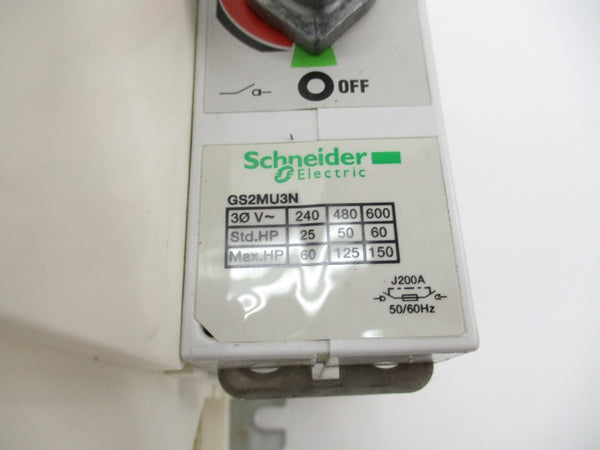 OFF
Schneider
Electric
GS2MU3N
3Ø V~ 240 480 600
Std.HP 25 50 60
Max.HP 60 125 150
J200A
50/60Hz